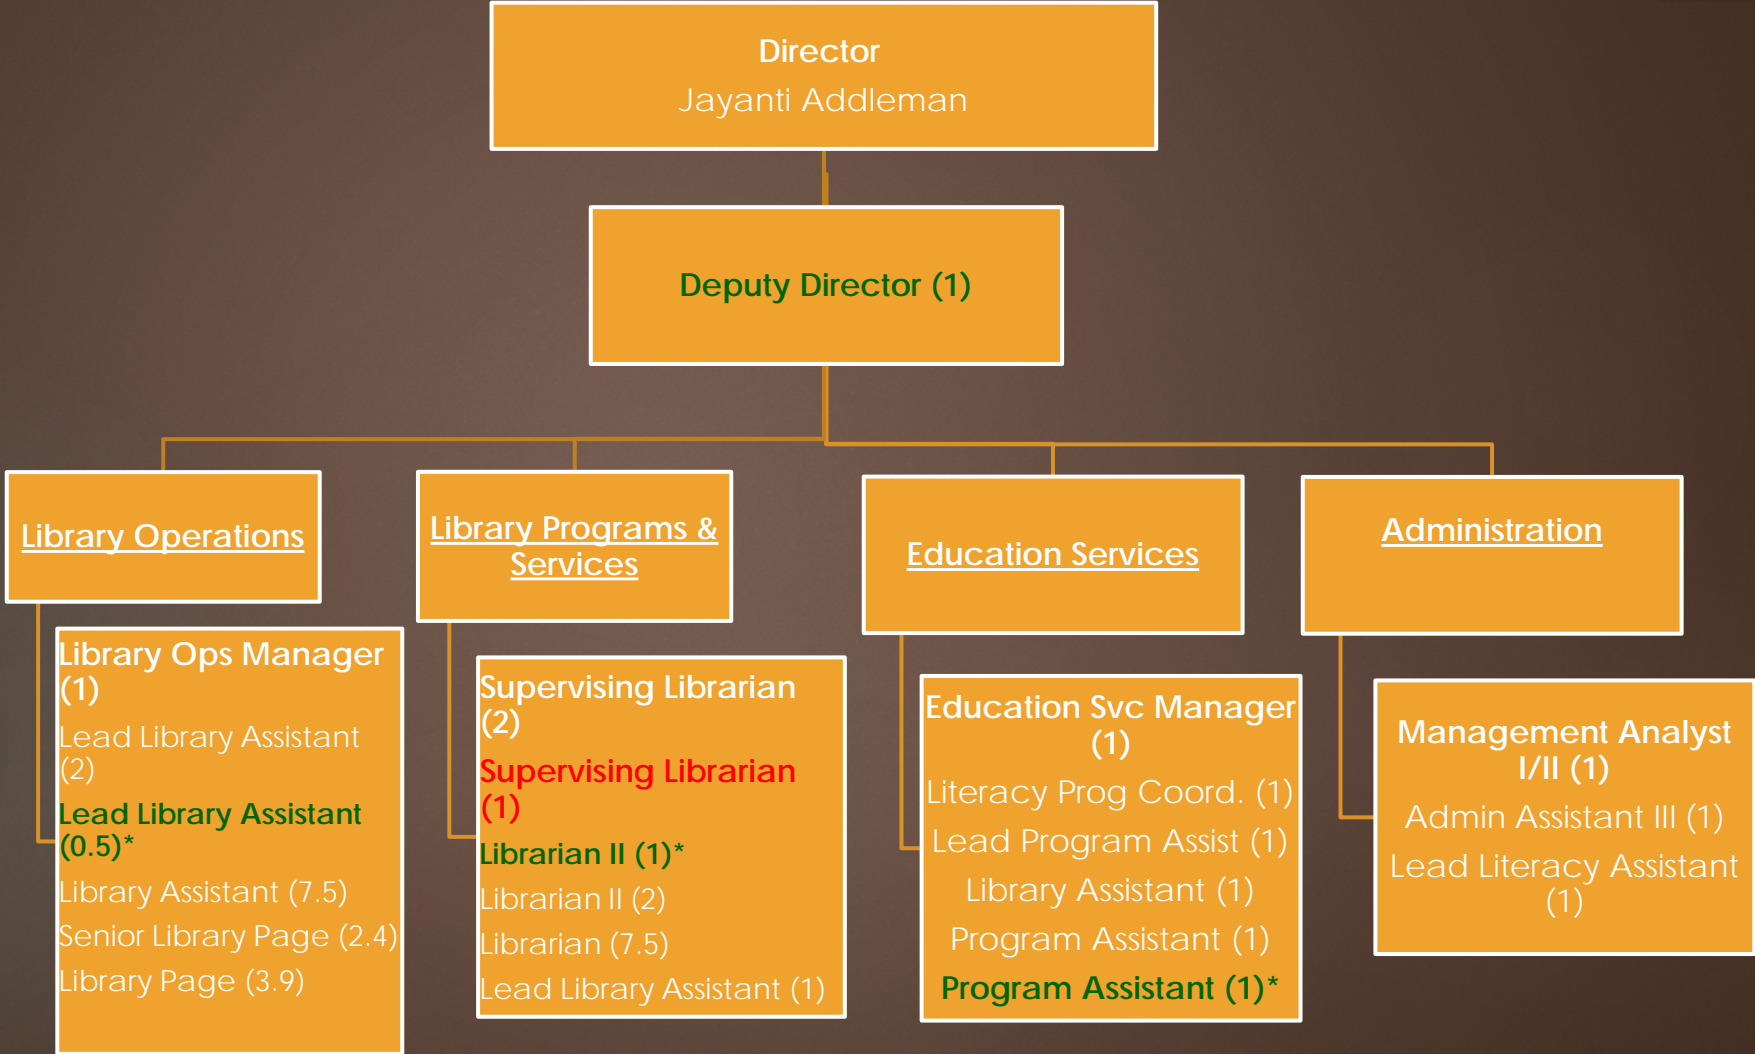 Director
Jayanti Addleman
Deputy Director (1)
Library Operations
Library Ops Manager
(1)
Lead Library Assistant
(2)
Lead Library Assistant
(0.5)*
Library Assistant (7.5)
Senior Library Page (2.4)
Library Page (3.9)
Library Programs &
Services
Supervising Librarian
(2)
Supervising Librarian
(1)
Librarian II (1)*
Librarian II (2)
Librarian (7.5)
Lead Library Assistant (1)
Education Services
Education Svc Manager
(1)
Literacy Prog Coord. (1)
Lead Program Assist (1)
Library Assistant (1)
Program Assistant (1)
Program Assistant (1)*
Administration
Management Analyst
I/II (1)
Admin Assistant III (1)
Lead Literacy Assistant
(1)